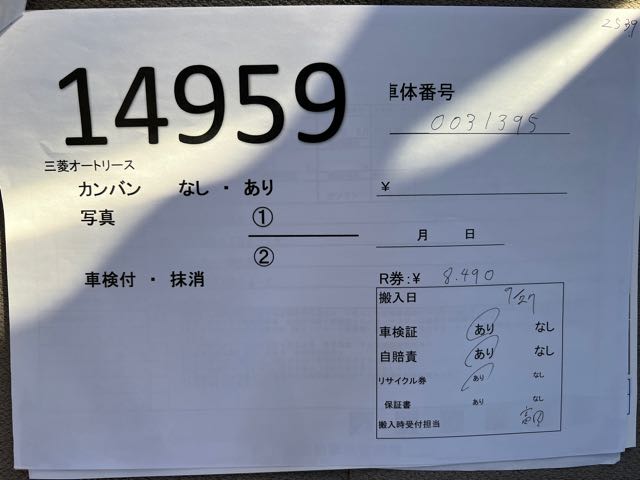 2539
14959
車体番号
0031395
三菱オートリース
カンバン なし ・ あり
¥
写真 ①
②
月 日
車検付 ・ 抹消
R券:¥ 8.490
搬入日 9/27
車検証 あり なし
自賠責 あり なし
リサイクル券 あり なし
保証書 あり なし
搬入時受付担当